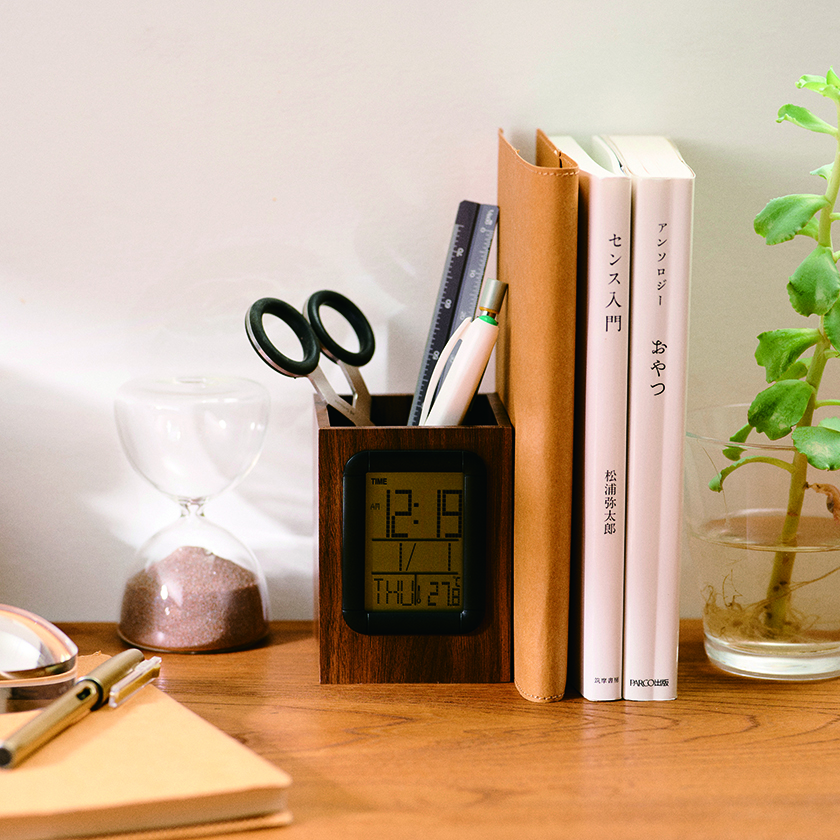 TIME
AM 12:19
1/ 1
THU 27.8 ℃
センス入門
松浦弥太郎
筑摩書房
アンソロジー
おやつ
PARCO出版